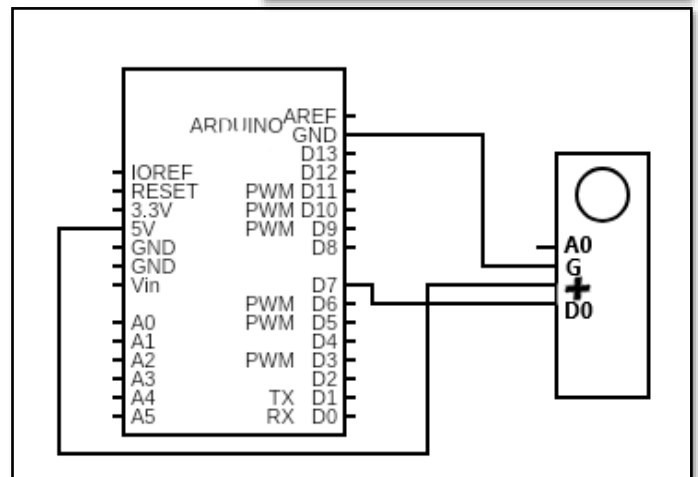 AREF
ARDUINO
GND
D13
IOREF D12
RESET PWM D11
3.3V PWM D10
5V PWM D9
GND D8
GND
Vin D7
PWM D6
A0 PWM D5
A1 D4
A2 PWM D3
A3 D2
A4 TX D1
A5 RX D0
A0
G
+
D0